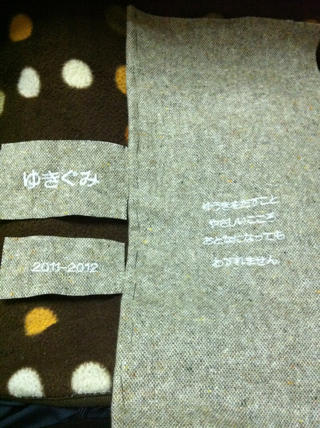 ゆきぐみ
2011-2012
ゆうきをだすこと
やさしいこころ
おとなになっても
わすれません